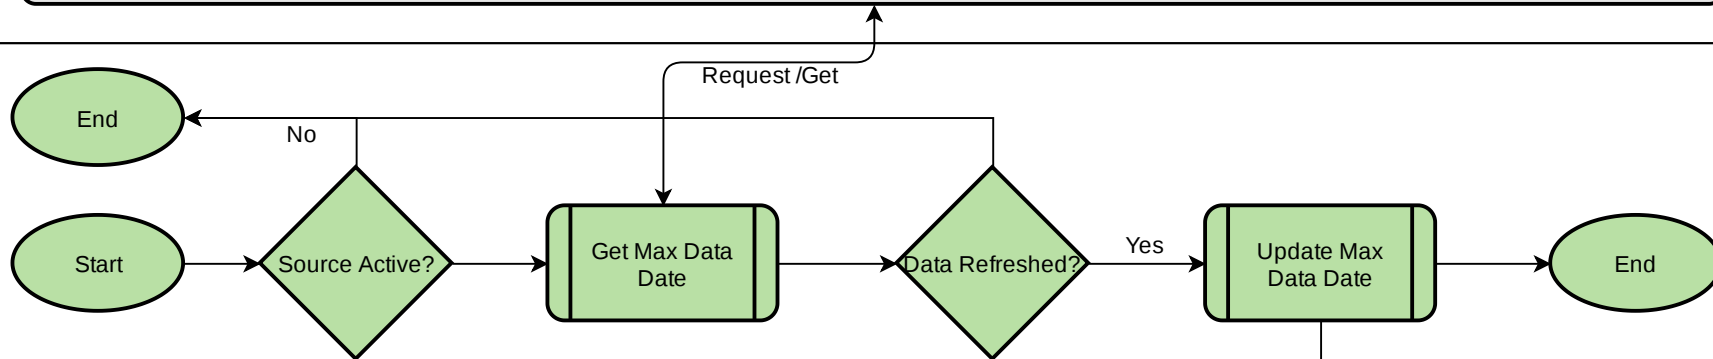 Request /Get
End
No
Start
Source Active?
Get Max Data
Date
Data Refreshed?
Yes
Update Max
Data Date
End